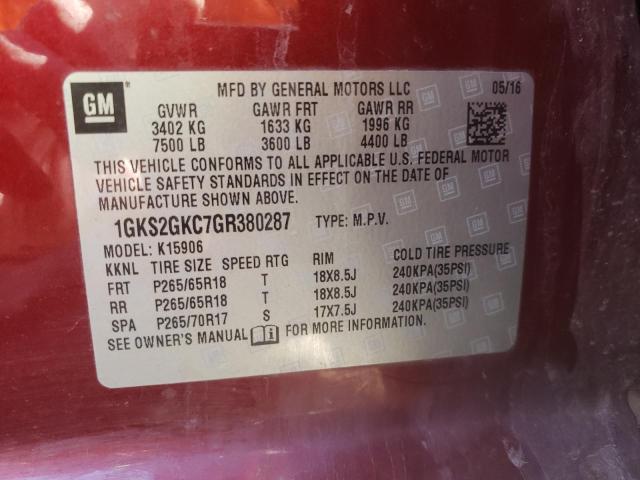 GM
MFD BY GENERAL MOTORS LLC 05/16
GVWR GAWR FRT GAWR RR
3402 KG 1633 KG 1996 KG
7500 LB 3600 LB 4400 LB
THIS VEHICLE CONFORMS TO ALL APPLICABLE U.S. FEDERAL MOTOR
VEHICLE SAFETY STANDARDS IN EFFECT ON THE DATE OF
MANUFACTURE SHOWN ABOVE.
1GKS2GKC7GR380287 TYPE: M.P.V.
MODEL: K15906
KKNL TIRE SIZE SPEED RTG RIM COLD TIRE PRESSURE
FRT P265/65R18 T 18X8.5J 240KPA(35PSI)
RR P265/65R18 T 18X8.5J 240KPA(35PSI)
SPA P265/70R17 S 17X7.5J 240KPA(35PSI)
SEE OWNER'S MANUAL FOR MORE INFORMATION.